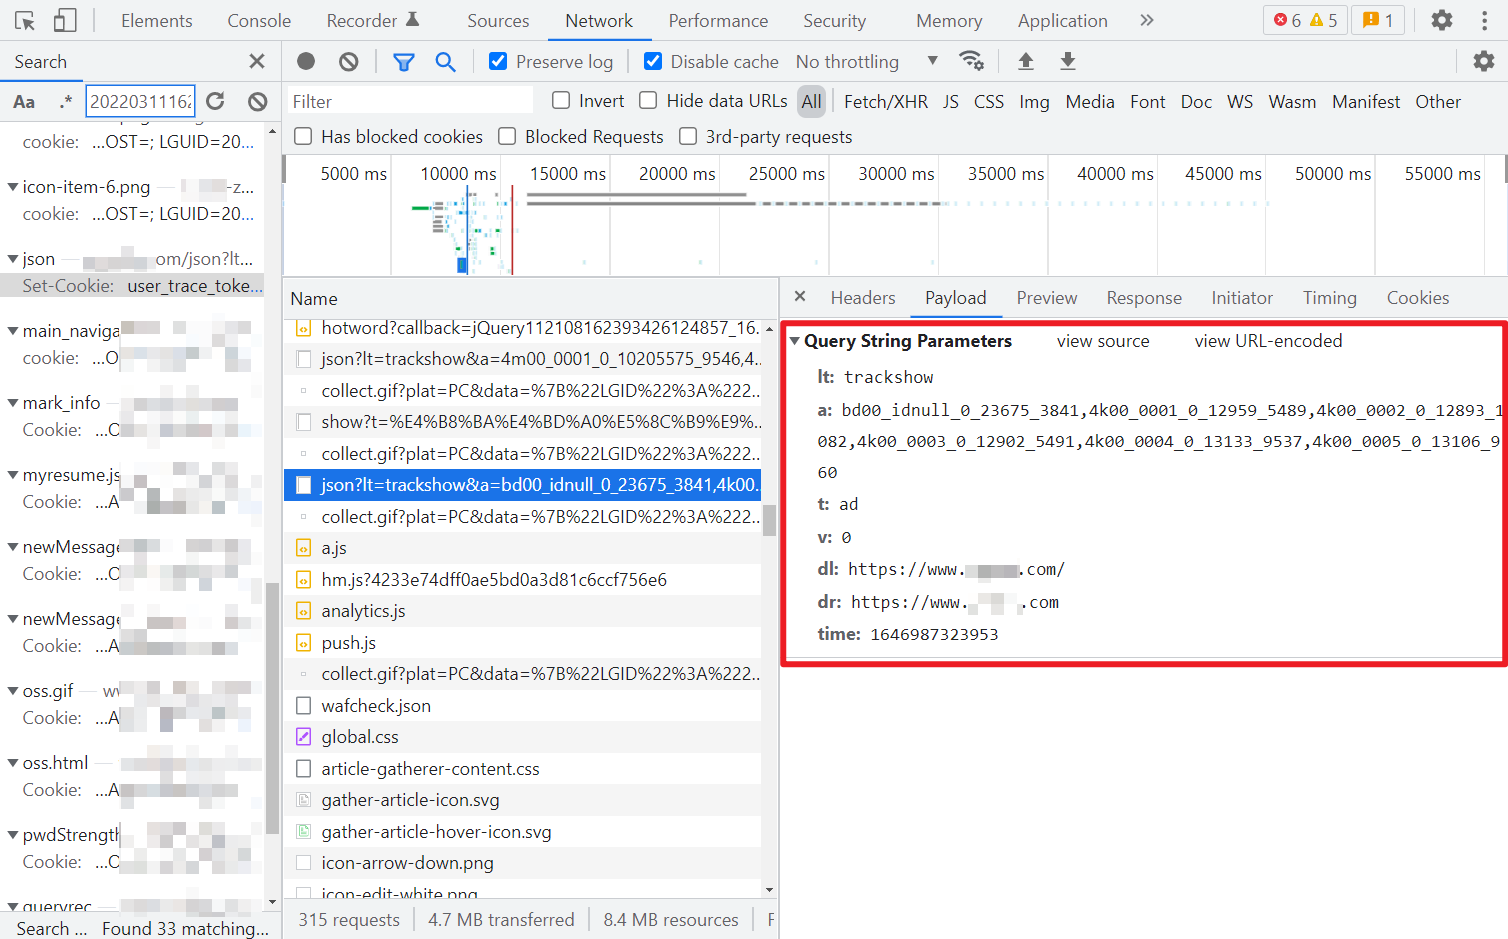 Elements Console Recorder Sources Network Performance Security Memory Application » 6 5 1
Search
Preserve log Disable cache No throttling
Aa .* 20220311162
Filter Invert Hide data URLs All Fetch/XHR JS CSS Img Media Font Doc WS Wasm Manifest Other
Has blocked cookies Blocked Requests 3rd-party requests
cookie: ...OST=; LGUID=20...
icon-item-6.png — -z...
cookie: ...OST=; LGUID=20...
json — om/json?lt...
Set-Cookie: user_trace_toke...
main_naviga
cookie: ...O
mark_info
Cookie: ...O
myresume.js
Cookie: ...A
newMessage
Cookie: ...O
newMessage
Cookie: ...A
oss.gif —
Cookie: ...A
oss.html —
Cookie: ...A
pwdStrength
Cookie: ...O
queryrec
Search ... Found 33 matching...
5000 ms 10000 ms 15000 ms 20000 ms 25000 ms 30000 ms 35000 ms 40000 ms 45000 ms 50000 ms 55000 ms
Name
hotword?callback=jQuery112108162393426124857_16...
json?lt=trackshow&a=4m00_0001_0_10205575_9546,4...
collect.gif?plat=PC&data=%7B%22LGID%22%3A%222...
show?t=%E4%B8%BA%E4%BD%A0%E5%8C%B9%E9%...
collect.gif?plat=PC&data=%7B%22LGID%22%3A%222...
json?lt=trackshow&a=bd00_idnull_0_23675_3841,4k00...
collect.gif?plat=PC&data=%7B%22LGID%22%3A%222...
a.js
hm.js?4233e74dff0ae5bd0a3d81c6ccf756e6
analytics.js
push.js
collect.gif?plat=PC&data=%7B%22LGID%22%3A%222...
wafcheck.json
global.css
article-gatherer-content.css
gather-article-icon.svg
gather-article-hover-icon.svg
icon-arrow-down.png
icon-edit-white.png
315 requests 4.7 MB transferred 8.4 MB resources F
Headers Payload Preview Response Initiator Timing Cookies
Query String Parameters view source view URL-encoded
lt: trackshow
a: bd00_idnull_0_23675_3841,4k00_0001_0_12959_5489,4k00_0002_0_12893_1
082,4k00_0003_0_12902_5491,4k00_0004_0_13133_9537,4k00_0005_0_13106_9
60
t: ad
v: 0
dl: https://www. .com/
dr: https://www. .com
time: 1646987323953